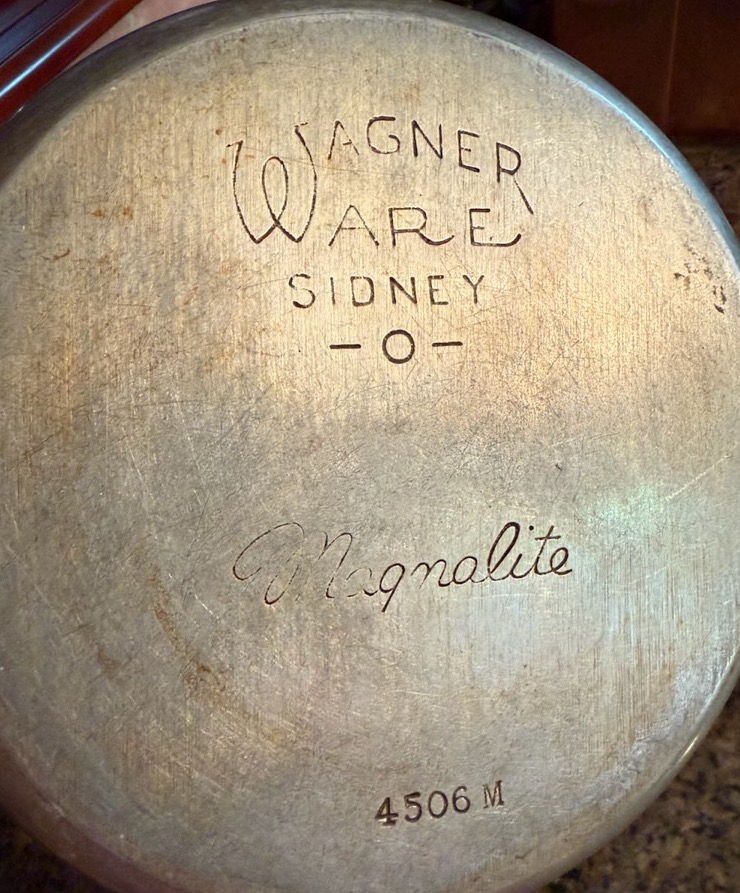 WAGNER
WARE
SIDNEY
-O-
Magnalite
4506 M